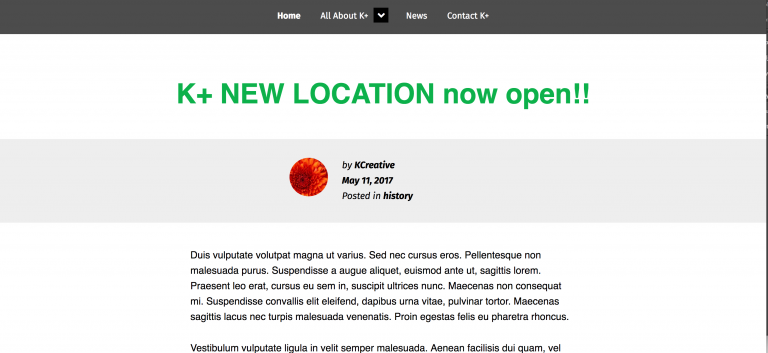 Home All About K+ News Contact K+
K+ NEW LOCATION now open!!
by KCreative
May 11, 2017
Posted in history
Duis vulputate volutpat magna ut varius. Sed nec cursus eros. Pellentesque non
malesuada purus. Suspendisse a augue aliquet, euismod ante ut, sagittis lorem.
Praesent leo erat, cursus eu sem in, suscipit ultrices nunc. Maecenas non consequat
mi. Suspendisse convallis elit eleifend, dapibus urna vitae, pulvinar tortor. Maecenas
sagittis lacus nec turpis malesuada venenatis. Proin egestas felis eu pharetra rhoncus.
Vestibulum vulputate ligula in velit semper malesuada. Aenean facilisis dui quam, vel